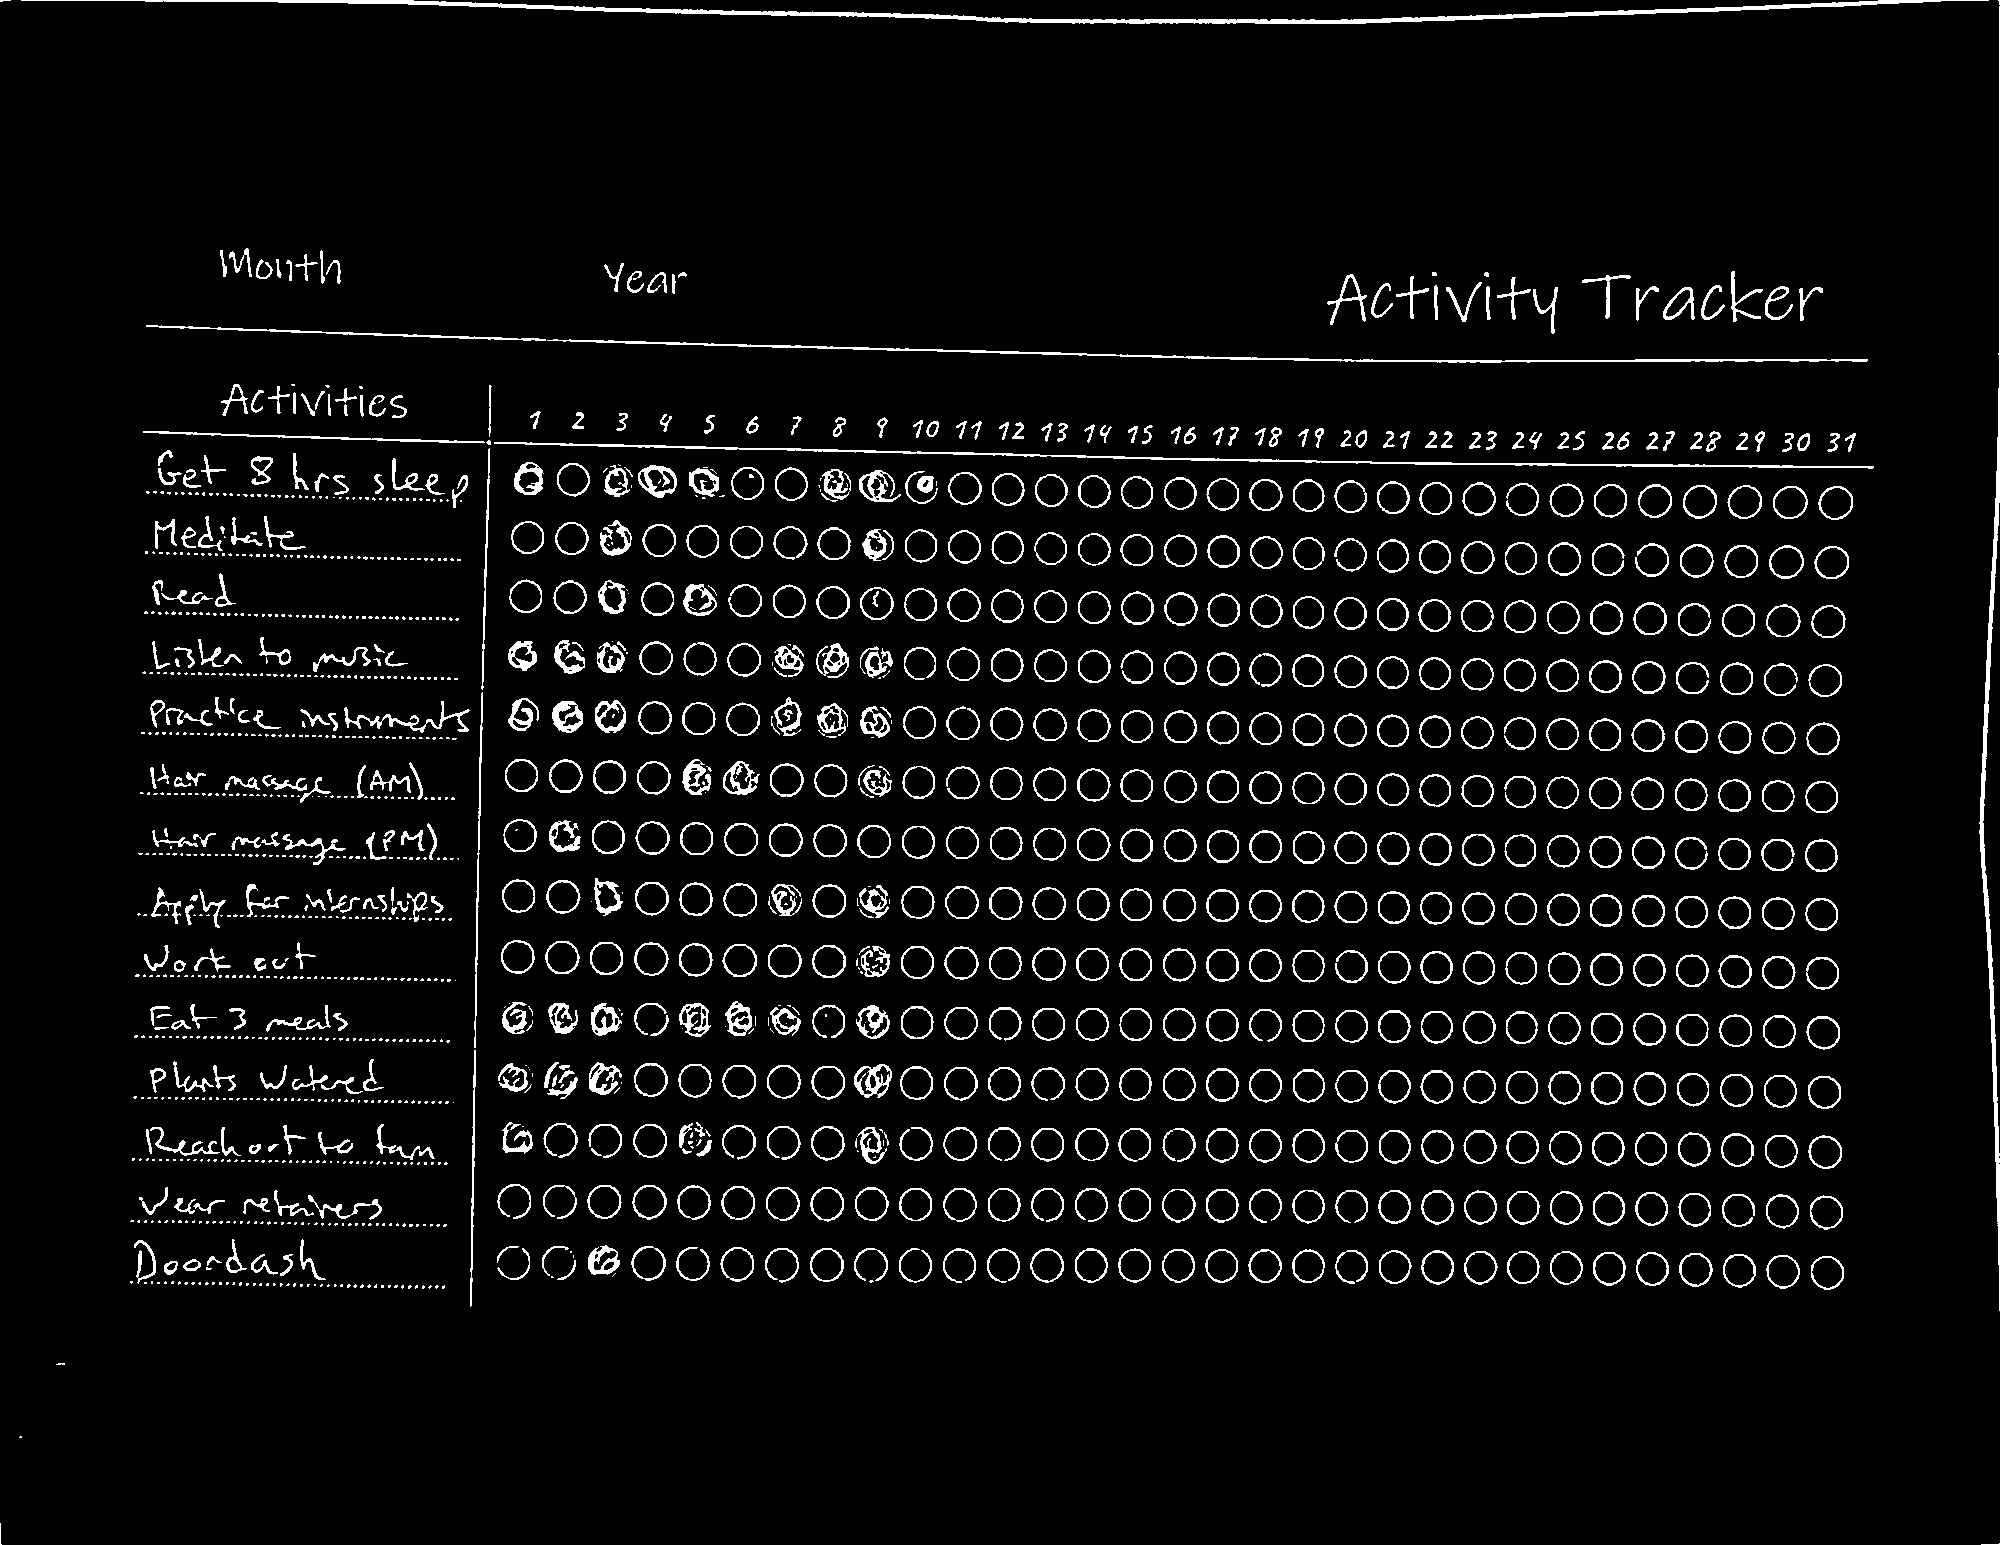 Month
Year
Activity Tracker
Activities
1 2 3 4 5 6 7 8 9 10 11 12 13 14 15 16 17 18 19 20 21 22 23 24 25 26 27 28 29 30 31
Get 8 hrs sleep
Meditate
Read
Listen to music
Practice instruments
Hair massage (AM)
Hair massage (PM)
Apply for internships
Work out
Eat 3 meals
Plants Watered
Reach out to fam
Wear retainers
Doordash